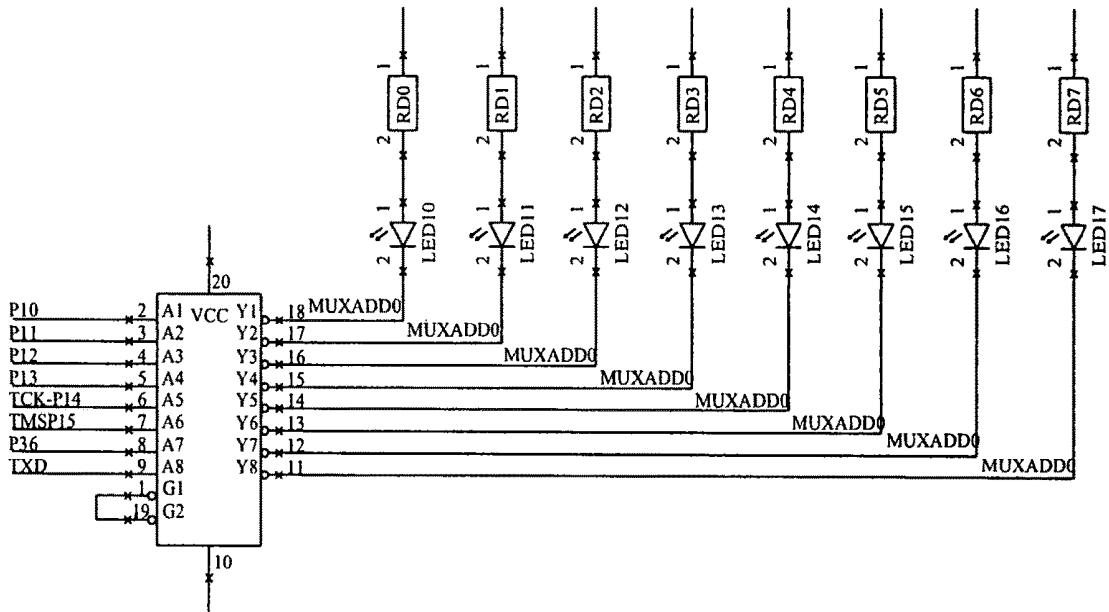 1 1 1 1 1 1 1 1
RD0 RD1 RD2 RD3 RD4 RD5 RD6 RD7
2 2 2 2 2 2 2 2
1 1 1 1 1 1 1 1
LED10 LED11 LED12 LED13 LED14 LED15 LED16 LED17
2 2 2 2 2 2 2 2
20
VCC
P10 2 A1 Y1 18 MUXADD0
P11 3 A2 Y2 17 MUXADD0
P12 4 A3 Y3 16 MUXADD0
P13 5 A4 Y4 15 MUXADD0
TCK-P14 6 A5 Y5 14 MUXADD0
TMSP15 7 A6 Y6 13 MUXADD0
P36 8 A7 Y7 12 MUXADD0
TXD 9 A8 Y8 11 MUXADD0
1 G1
19 G2
10